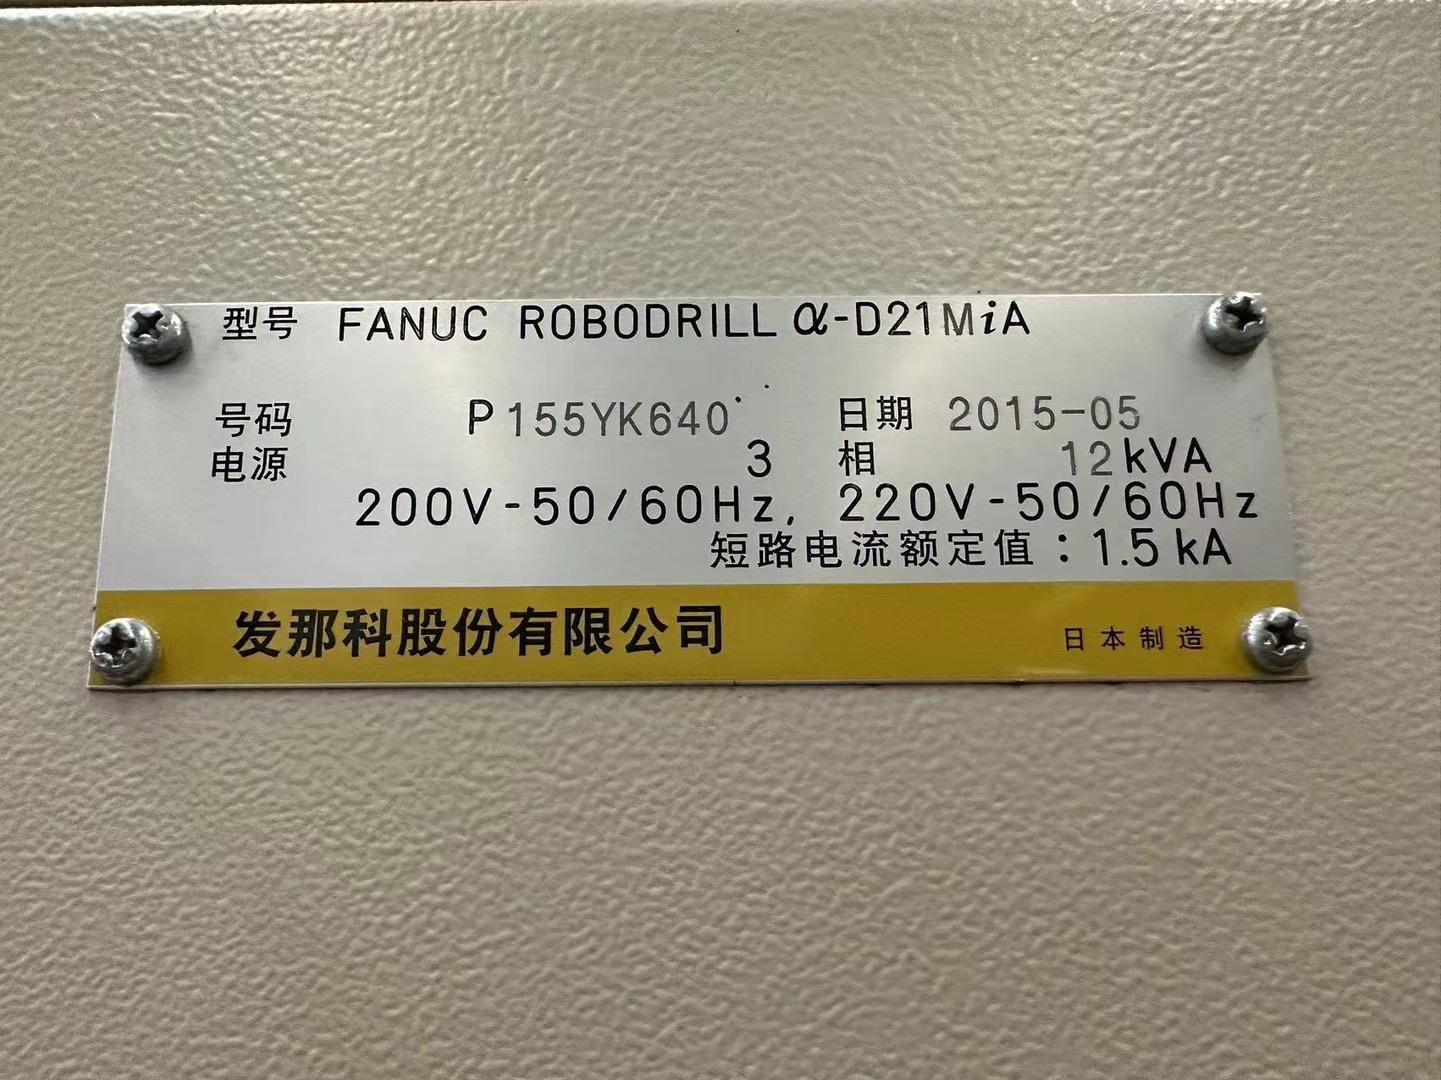 型号 FANUC ROBODRILL α-D21MiA
号码 P155YK640 日期 2015-05
电源 3 相 12kVA
200V-50/60Hz, 220V-50/60Hz
短路电流额定值：1.5kA
发那科股份有限公司 日本制造